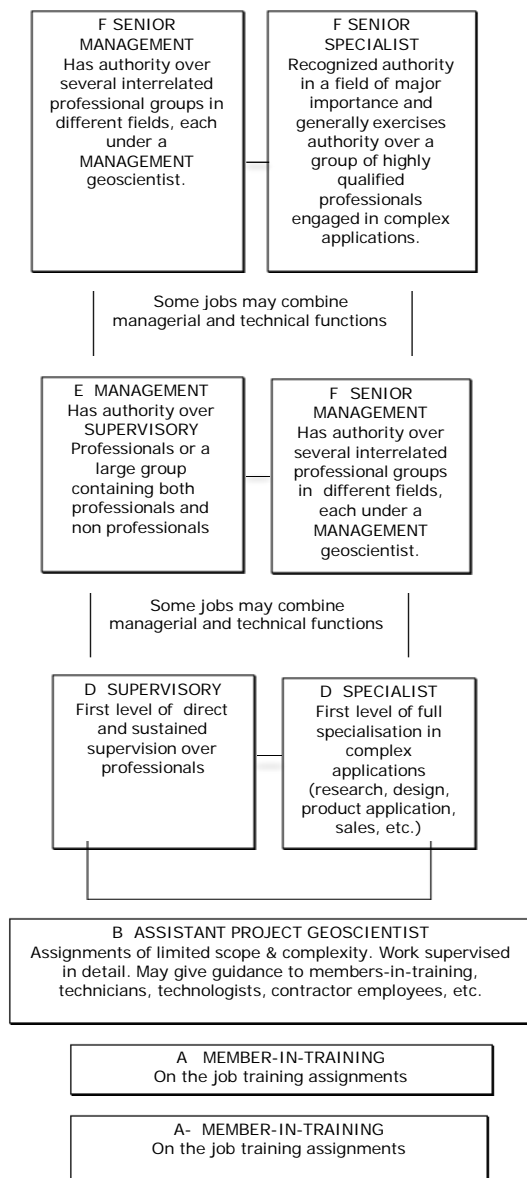 F SENIOR
MANAGEMENT
Has authority over
several interrelated
professional groups in
different fields, each
under a
MANAGEMENT
geoscientist.
F SENIOR
SPECIALIST
Recognized authority
in a field of major
importance and
generally exercises
authority over a
group of highly
qualified
professionals
engaged in complex
applications.
Some jobs may combine
managerial and technical functions
E MANAGEMENT
Has authority over
SUPERVISORY
Professionals or a
large group
containing both
professionals and
non professionals
F SENIOR
MANAGEMENT
Has authority over
several interrelated
professional groups
in different fields,
each under a
MANAGEMENT
geoscientist.
Some jobs may combine
managerial and technical functions
D SUPERVISORY
First level of direct
and sustained
supervision over
professionals
D SPECIALIST
First level of full
specialisation in
complex
applications
(research, design,
product application,
sales, etc.)
B ASSISTANT PROJECT GEOSCIENTIST
Assignments of limited scope & complexity. Work supervised
in detail. May give guidance to members-in-training,
technicians, technologists, contractor employees, etc.
A MEMBER-IN-TRAINING
On the job training assignments
A- MEMBER-IN-TRAINING
On the job training assignments